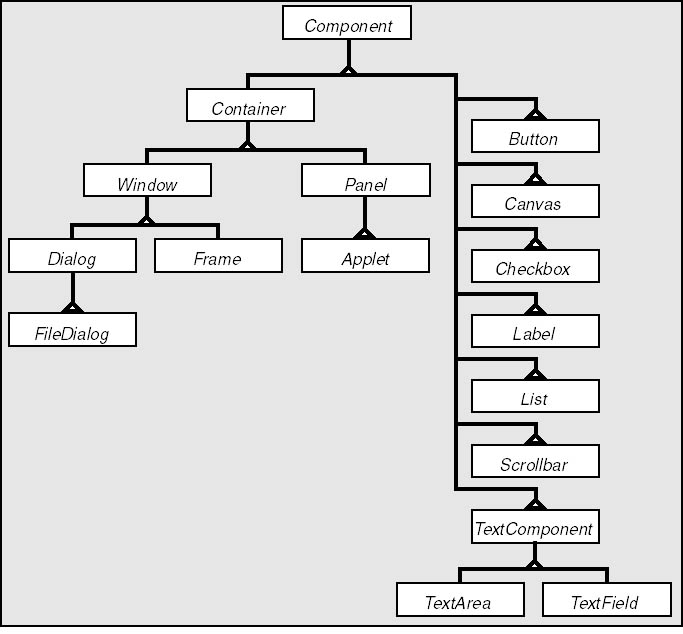 Component
Container
Button
Window
Panel
Canvas
Dialog
Frame
Applet
Checkbox
FileDialog
Label
List
Scrollbar
TextComponent
TextArea
TextField